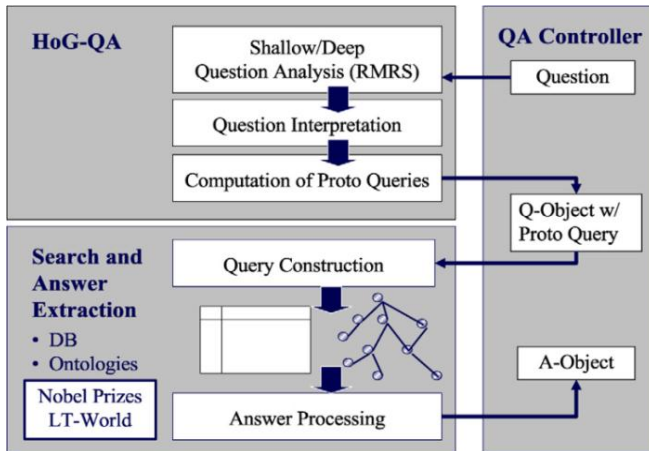 HoG-QA
Shallow/Deep
Question Analysis (RMRS)
Question Interpretation
Computation of Proto Queries
QA Controller
Question
Q-Object w/
Proto Query
A-Object
Search and
Answer
Extraction
• DB
• Ontologies
Nobel Prizes
LT-World
Query Construction
Answer Processing